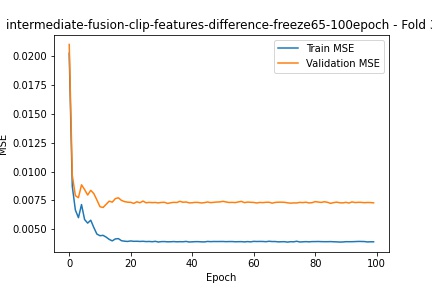 intermediate-fusion-clip-features-difference-freeze65-100epoch - Fold
Train MSE
Validation MSE
0.0200
0.0175
0.0150
0.0125
0.0100
0.0075
0.0050
MSE
0 20 40 60 80 100
Epoch